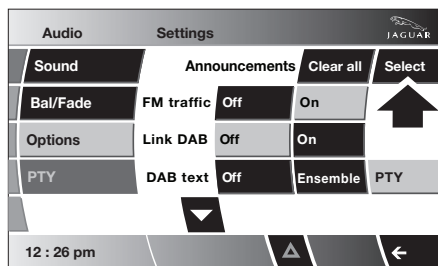 Audio Settings JAGUAR
Sound Announcements Clear all Select
Bal/Fade FM traffic Off On
Options Link DAB Off On
PTY DAB text Off Ensemble PTY
12 : 26 pm